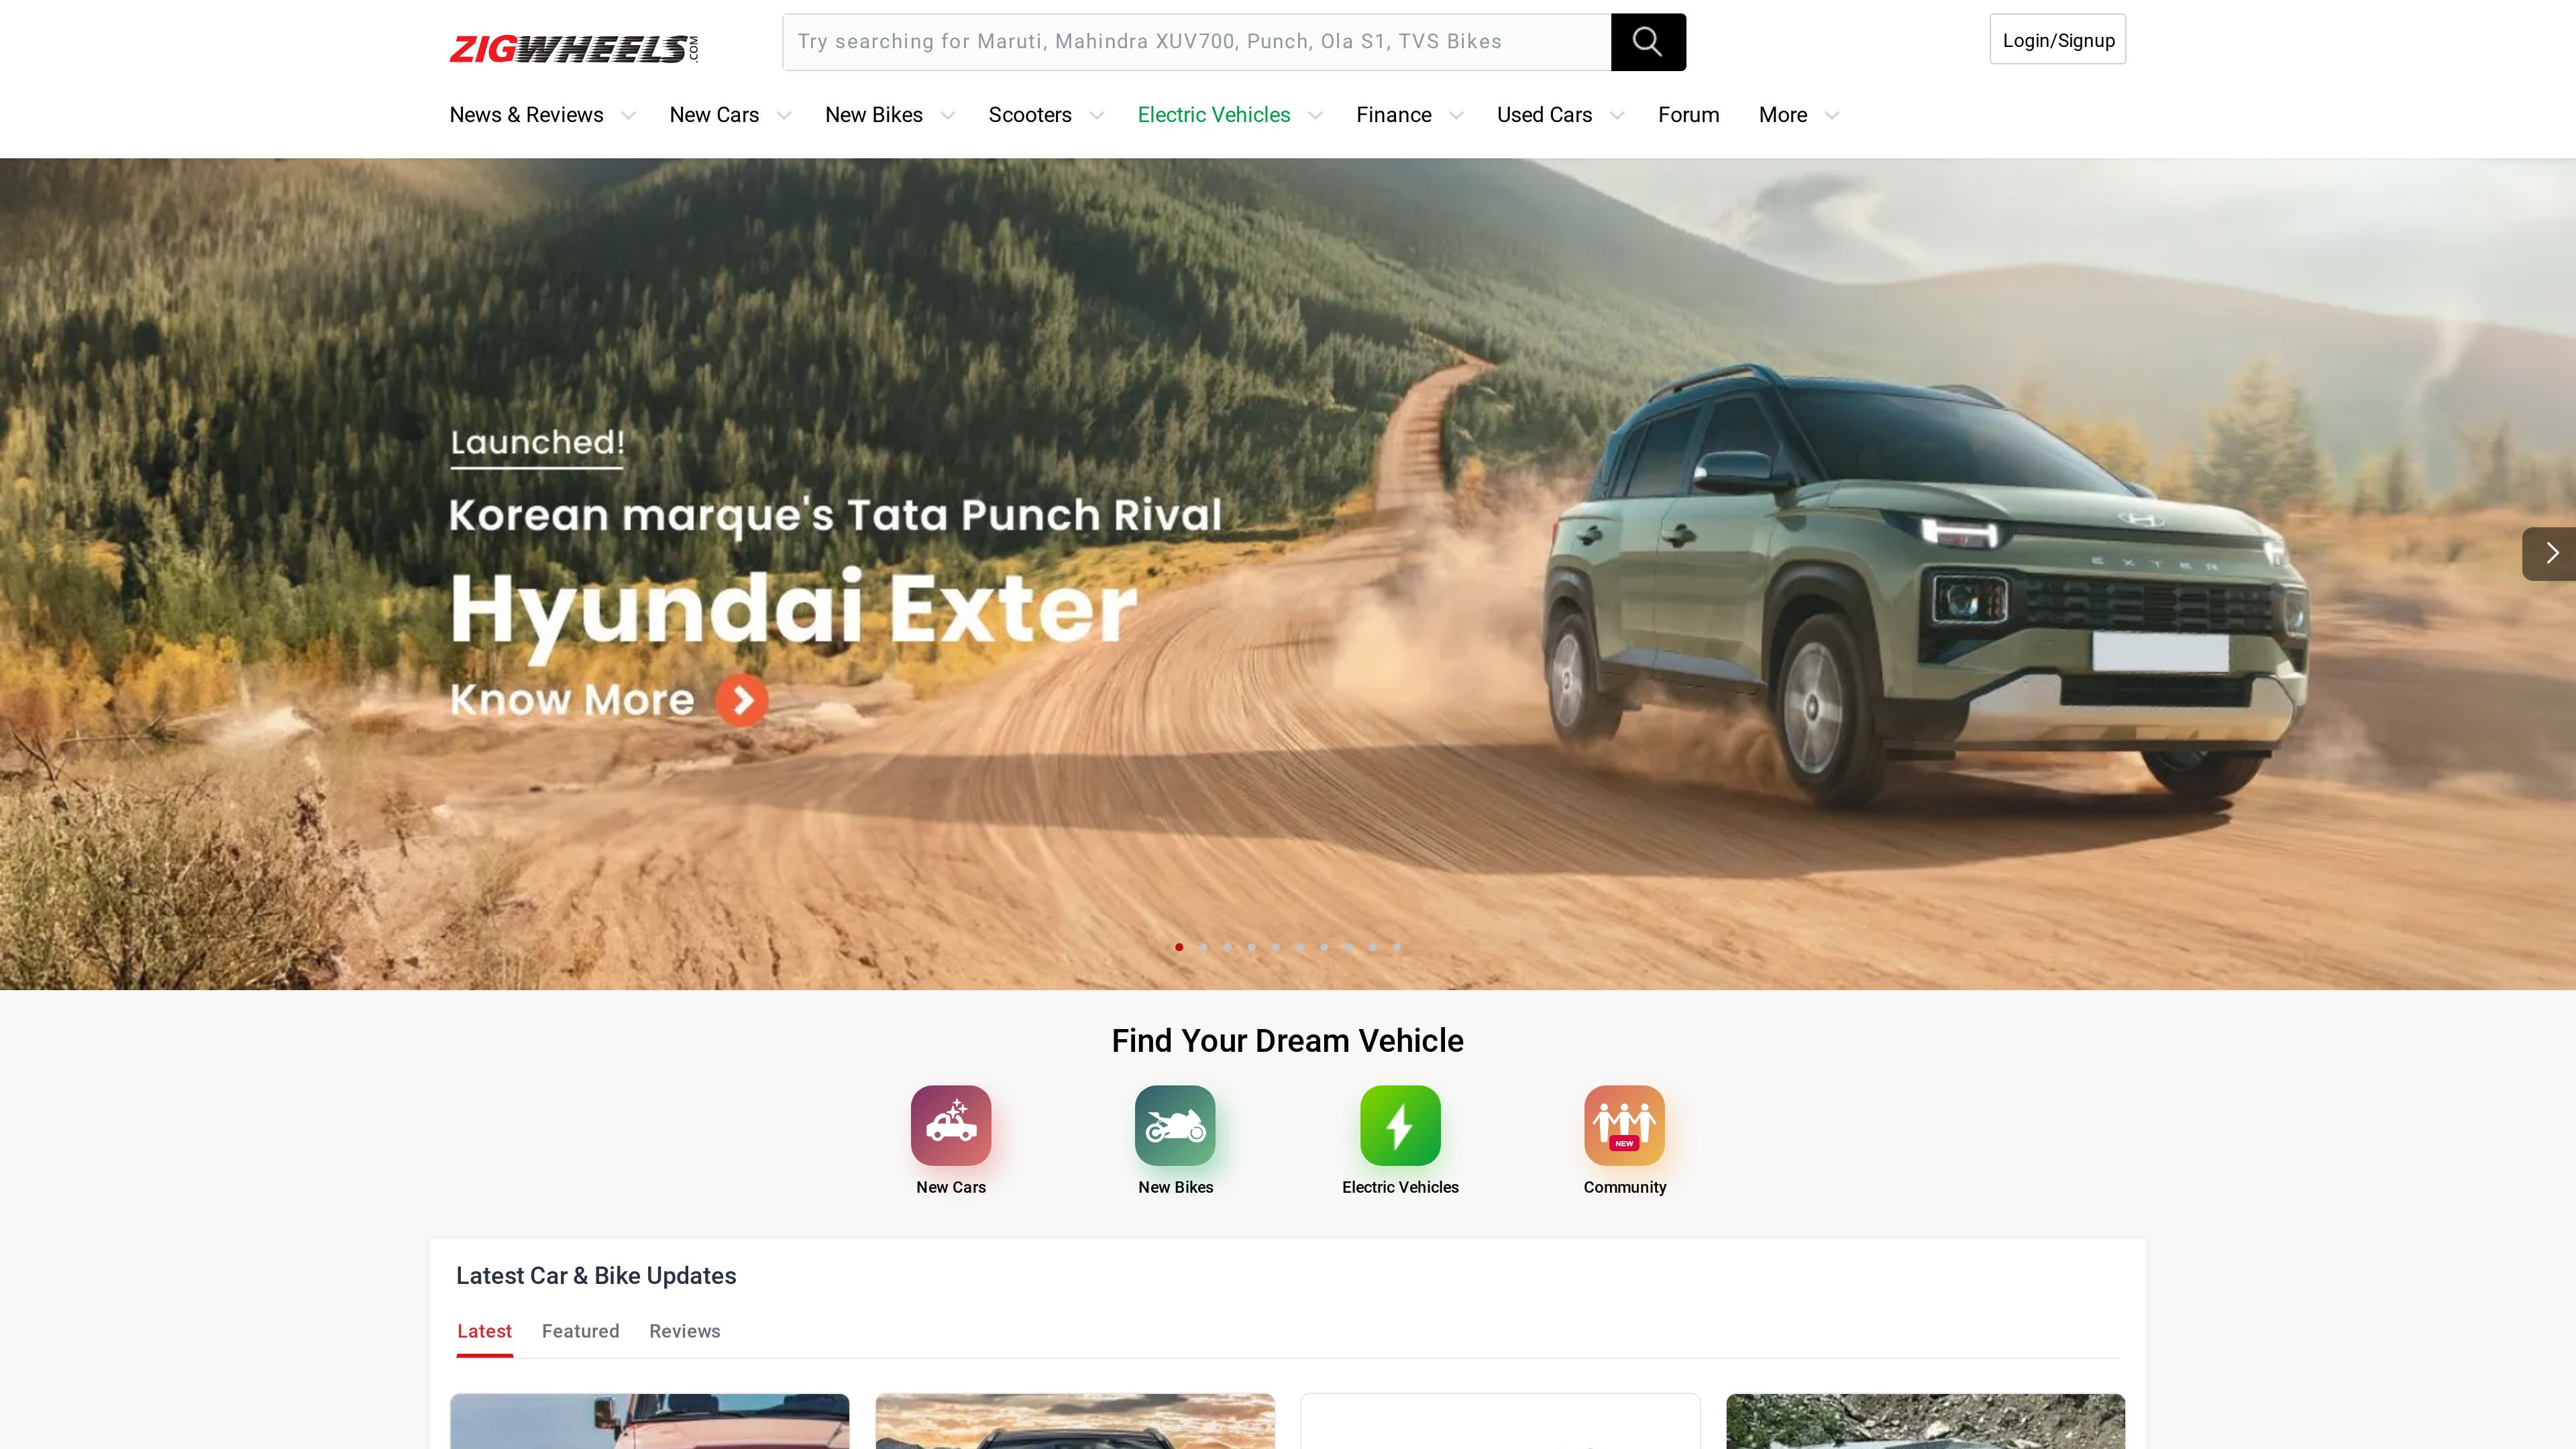 ZIGWHEELS.COM
Try searching for Maruti, Mahindra XUV700, Punch, Ola S1, TVS Bikes
Login/Signup
News & Reviews New Cars New Bikes Scooters Electric Vehicles Finance Used Cars Forum More
Launched!
Korean marque's Tata Punch Rival
Hyundai Exter
Know More
EXTER
Find Your Dream Vehicle
NEW
New Cars New Bikes Electric Vehicles Community
Latest Car & Bike Updates
Latest Featured Reviews